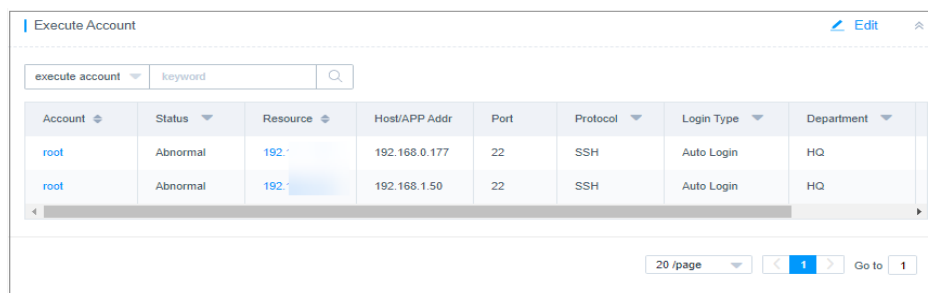 Execute Account Edit
execute account keyword
Account Status Resource Host/APP Addr Port Protocol Login Type Department
root Abnormal 192. 192.168.0.177 22 SSH Auto Login HQ
root Abnormal 192. 192.168.1.50 22 SSH Auto Login HQ
20 /page 1 Go to 1